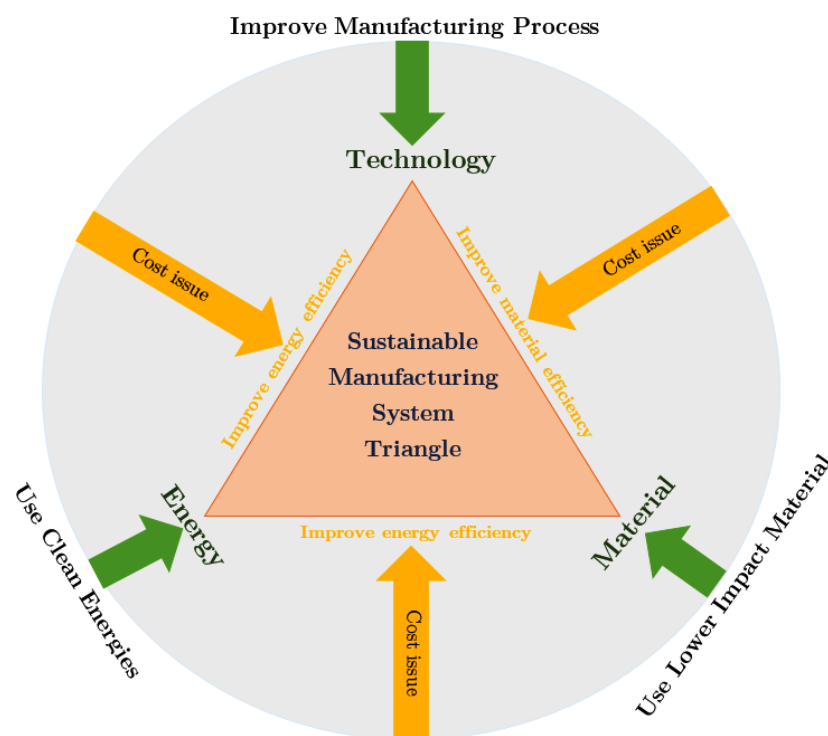 Improve Manufacturing Process
Technology
Cost issue
Cost issue
Improve energy efficiency
Improve material efficiency
Sustainable
Manufacturing
System
Triangle
Energy
Material
Improve energy efficiency
Use Clean Energies
Use Lower Impact Material
Cost issue